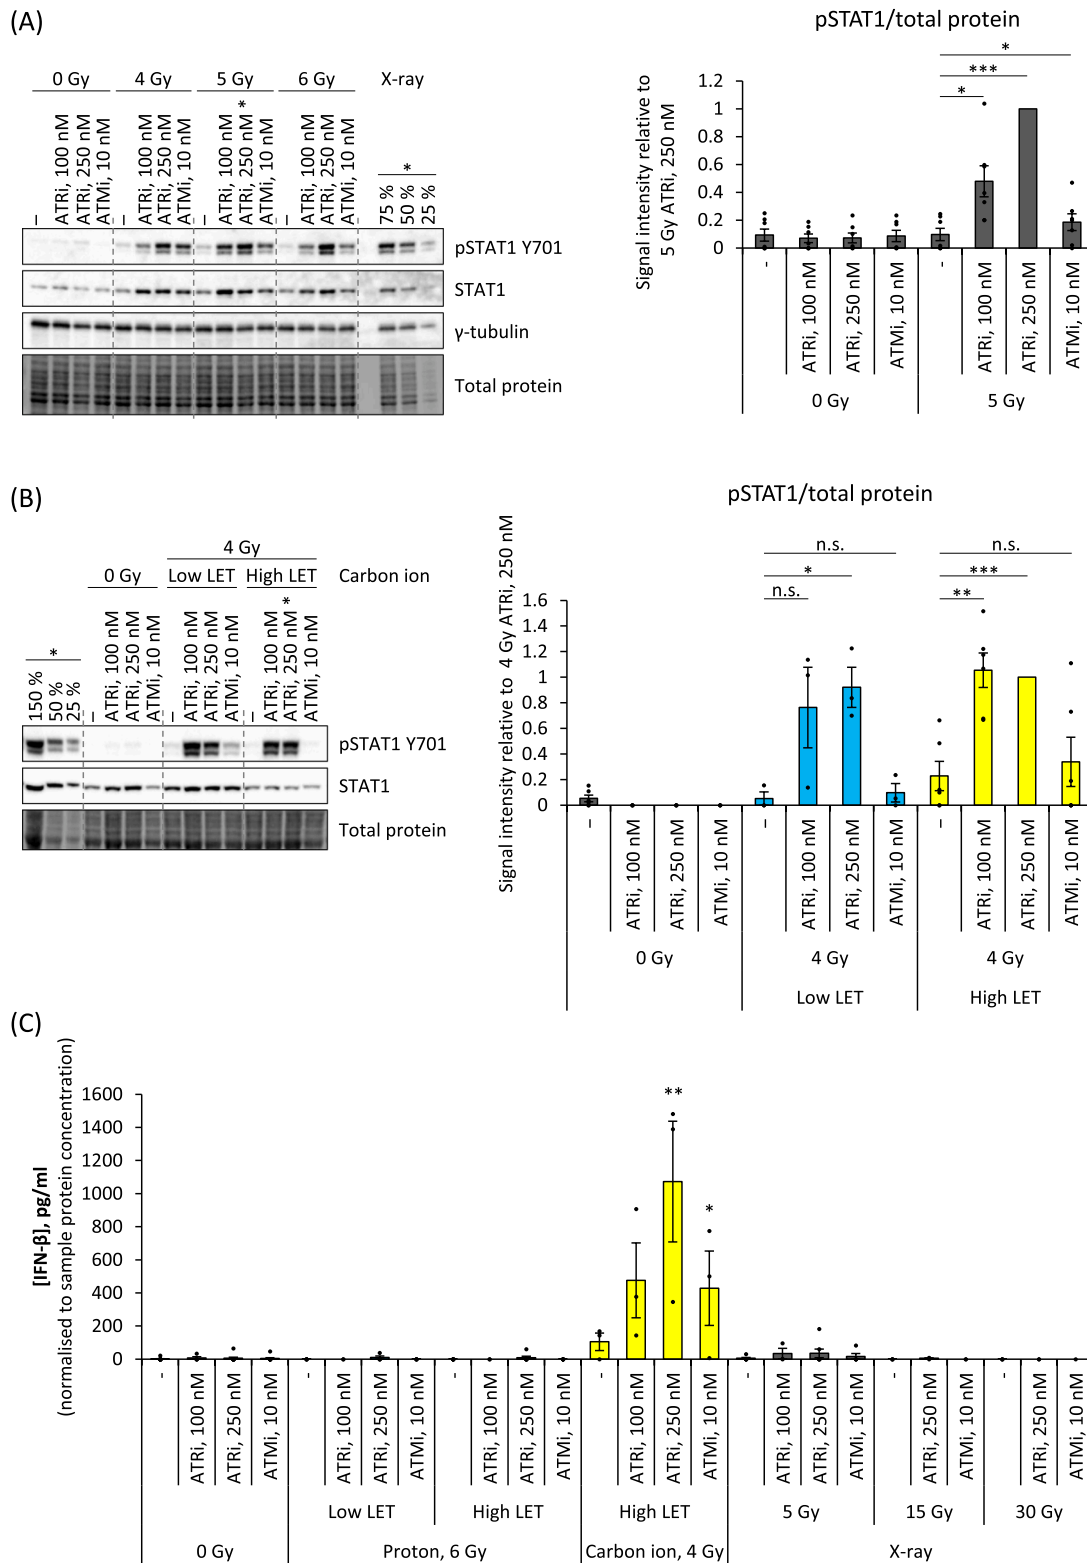 (A)
0 Gy 4 Gy 5 Gy 6 Gy X-ray
*
– ATRi, 100 nM ATRi, 250 nM ATMi, 10 nM – ATRi, 100 nM ATRi, 250 nM ATMi, 10 nM – ATRi, 100 nM ATRi, 250 nM ATMi, 10 nM – ATRi, 100 nM ATRi, 250 nM ATMi, 10 nM
*
75 % 50 % 25 %
pSTAT1 Y701
STAT1
γ-tubulin
Total protein
pSTAT1/total protein
Signal intensity relative to
5 Gy ATRi, 250 nM
1.2
1
0.8
0.6
0.4
0.2
0
*
***
*
- ATRi, 100 nM ATRi, 250 nM ATMi, 10 nM - ATRi, 100 nM ATRi, 250 nM ATMi, 10 nM
0 Gy 5 Gy
(B)
4 Gy
0 Gy Low LET High LET Carbon ion
*
*
150 % 50 % 25 %
– ATRi, 100 nM ATRi, 250 nM ATMi, 10 nM – ATRi, 100 nM ATRi, 250 nM ATMi, 10 nM – ATRi, 100 nM ATRi, 250 nM ATMi, 10 nM
pSTAT1 Y701
STAT1
Total protein
pSTAT1/total protein
Signal intensity relative to 4 Gy ATRi, 250 nM
1.6
1.4
1.2
1
0.8
0.6
0.4
0.2
0
n.s. n.s.
* ***
n.s. **
– ATRi, 100 nM ATRi, 250 nM ATMi, 10 nM – ATRi, 100 nM ATRi, 250 nM ATMi, 10 nM – ATRi, 100 nM ATRi, 250 nM ATMi, 10 nM
0 Gy 4 Gy 4 Gy
Low LET High LET
(C)
[IFN-β], pg/ml
(normalised to sample protein concentration)
1600
1400
1200
1000
800
600
400
200
0
**
*
- ATRi, 100 nM ATRi, 250 nM ATMi, 10 nM - ATRi, 100 nM ATRi, 250 nM ATMi, 10 nM - ATRi, 100 nM ATRi, 250 nM ATMi, 10 nM - ATRi, 100 nM ATRi, 250 nM ATMi, 10 nM - ATRi, 100 nM ATRi, 250 nM ATMi, 10 nM - ATRi, 250 nM ATMi, 10 nM - ATRi, 250 nM ATMi, 10 nM
Low LET High LET High LET 5 Gy 15 Gy 30 Gy
0 Gy Proton, 6 Gy Carbon ion, 4 Gy X-ray